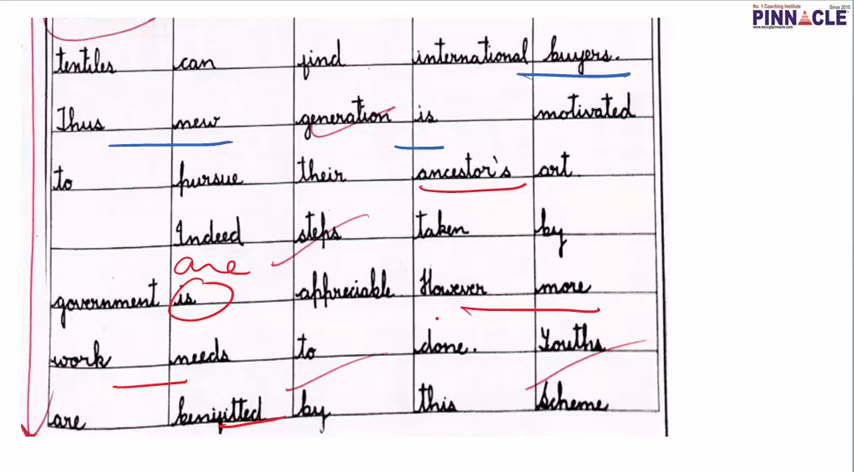 No. 1 Coaching Institute Since 2010
PINNACLE
tentiles can find international buyers.
Thus new generation is motivated
to pursue their ancestor's art.
Indeed steps taken by
are
government is appreciable However more
work needs to done. Youths
are benifitted by this scheme